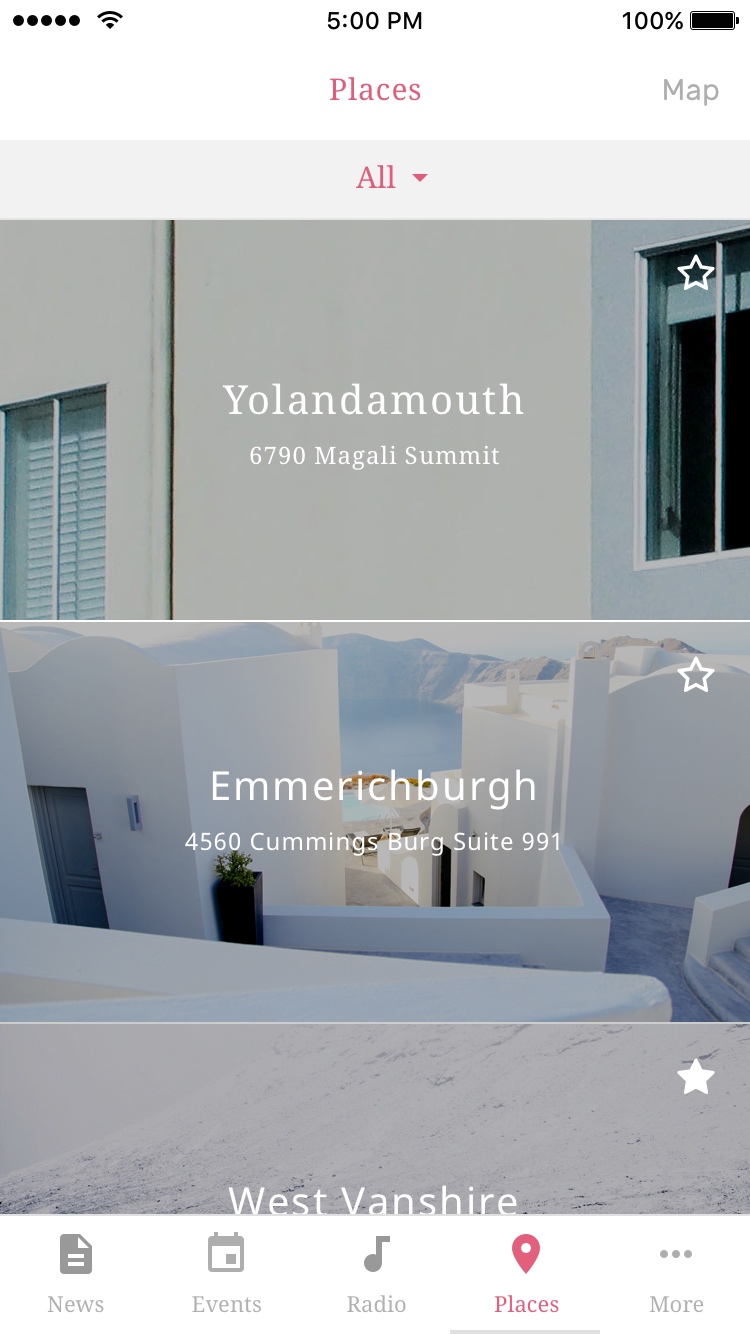 5:00 PM
100%
Places
Map
All
Yolandamouth
6790 Magali Summit
Emmerichburgh
4560 Cummings Burg Suite 991
West Vanshire
News
Events
Radio
Places
More